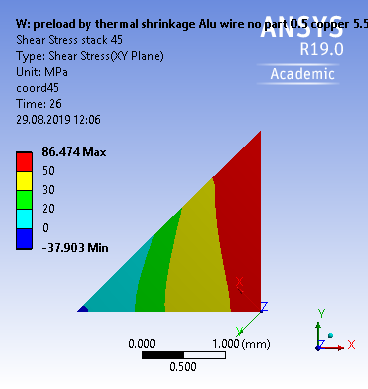 W: preload by thermal shrinkage Alu wire no part 0.5 copper 5.5
ANSYS
Shear Stress stack 45
R19.0
Type: Shear Stress(XY Plane)
Unit: MPa
Academic
coord45
Time: 26
29.08.2019 12:06
86.474 Max
50
30
20
0
-37.903 Min
X
Z
Y
Y
Z
X
0.000 1.000 (mm)
0.500